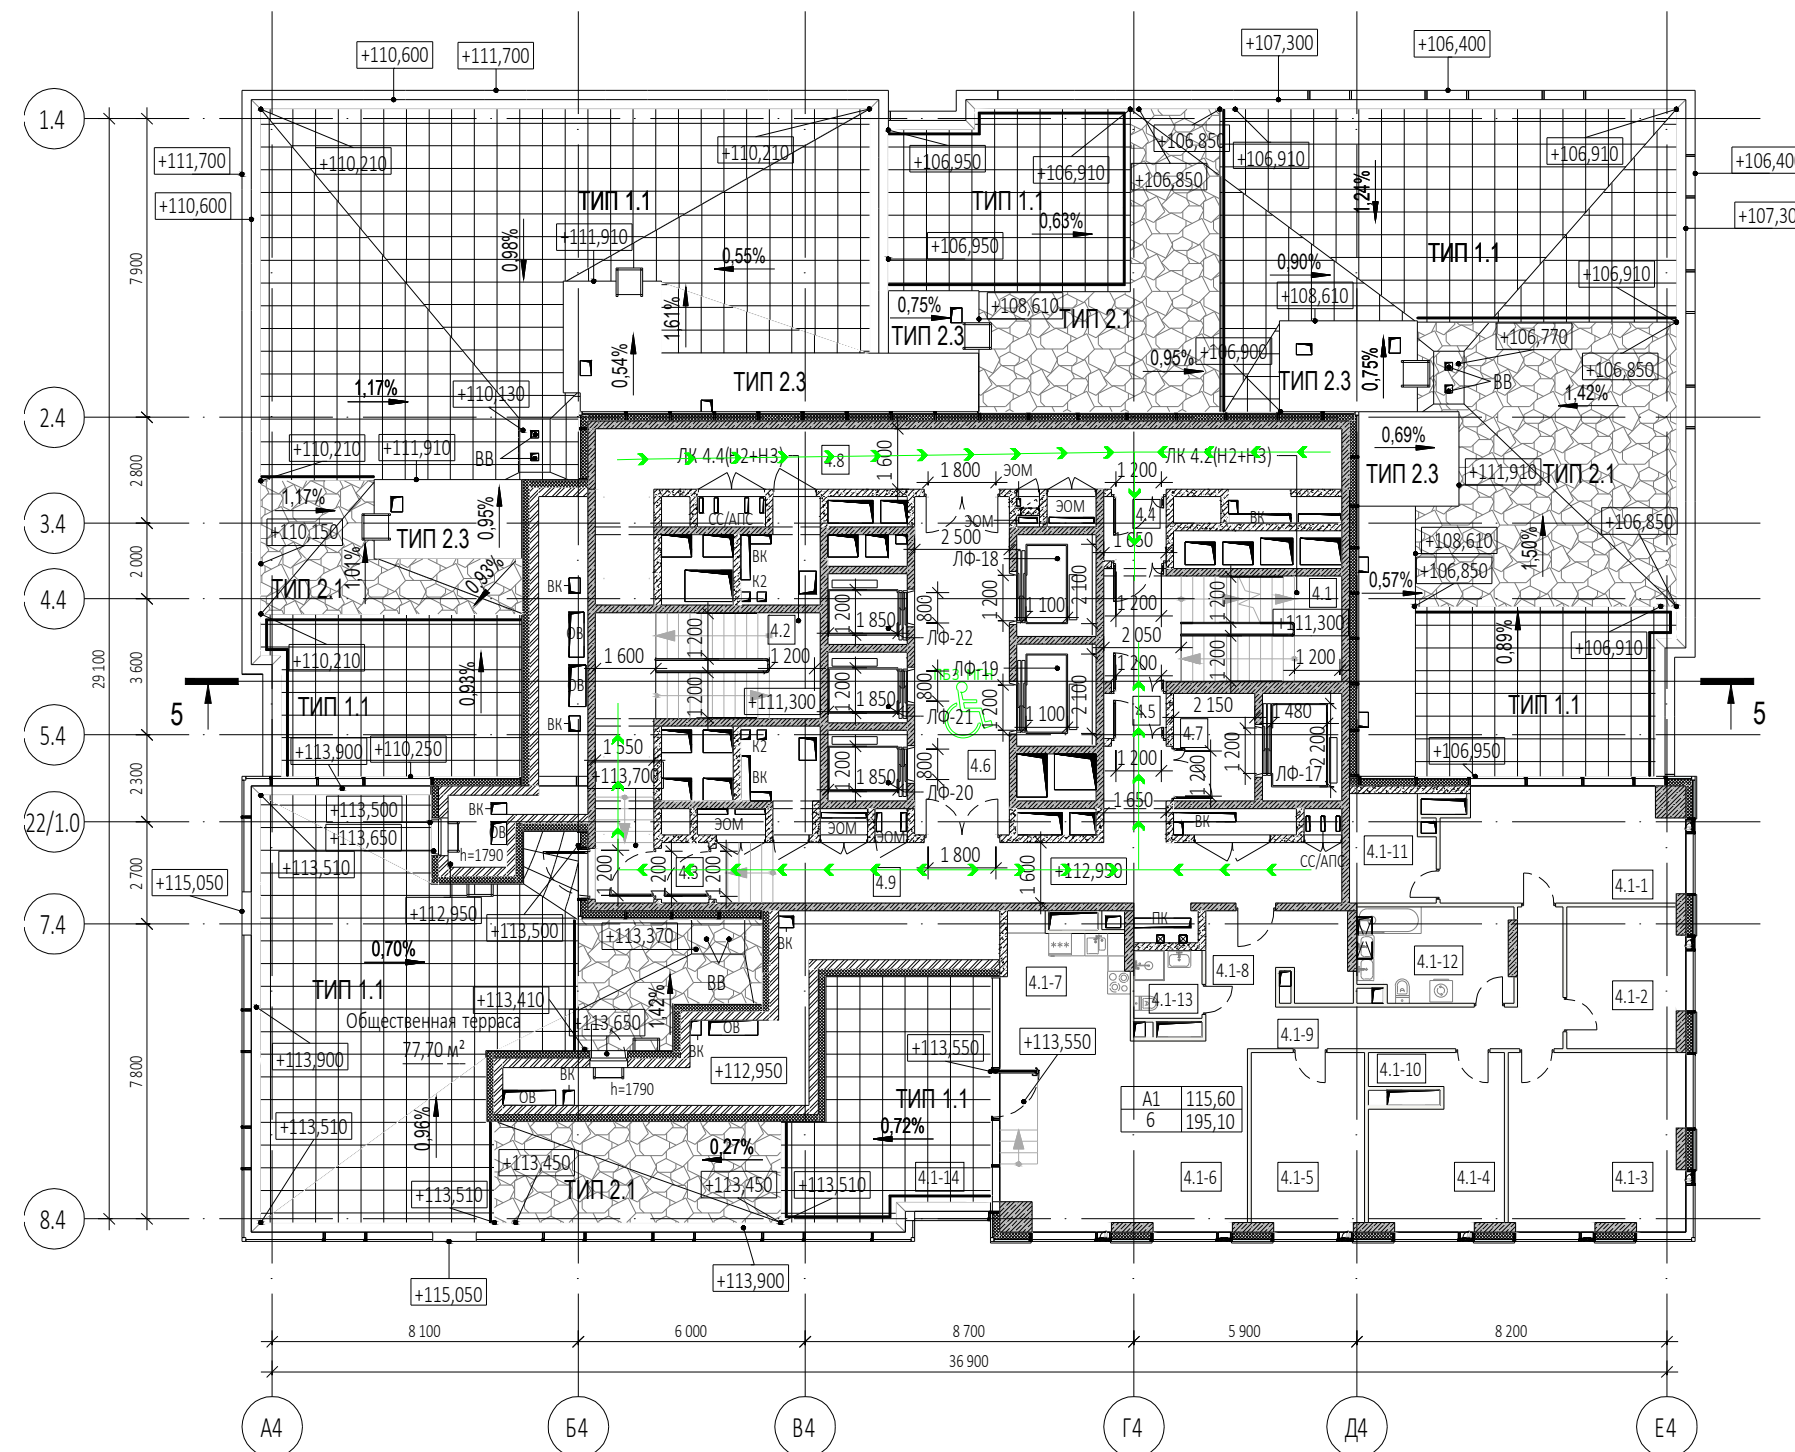 +110,600
+111,700
+107,300
+106,400
1.4
+111,700
+110,600
+110,210
+110,210
+106,950
+106,910
+106,850
+106,850
+106,910
+106,910
+106,400
+107,30
ТИП 1.1
ТИП 1.1
ТИП 1.1
+111,910
+106,950
0,98%
0,55%
0,63%
1,24%
0,90%
+106,910
7 900
+108,610
+108,610
1,61%
0,54%
0,75%
ТИП 2.3
ТИП 2.1
ТИП 2.3
0,95%
+106,900
ТИП 2.3
0,75%
+106,770
+106,850
ВВ
1,42%
1,17%
+110,130
2.4
+110,210
+111,910
ВВ
ЛК 4.4(Н2+Н3)
4.8
1 600
1 800
ЭОМ
1 200
ЛК 4.2(Н2+Н3)
0,69%
ТИП 2.3
+111,910
ТИП 2.1
2 800
1,17%
3.4
+110,150
0,95%
ТИП 2.3
1,01%
0,93%
СС/АПС
ВК
К2
ЭОМ
ЭОМ
2 500
ЛФ-18
4.4
ВК
1 650
+106,850
+108,610
+106,850
1,50%
0,57%
2 000
ТИП 2.1
4.4
ВК
ОВ
ОВ
ВК
4.2
1 200
1 850
800
ЛФ-22
1 200
1 100
2 100
1 200
1 200
4.1
+111,300
29 100
3 600
+110,210
0,93%
1 600
1 200
1 200
1 200
+111,300
1 200
1 850
800
ЛФ-19
ПБЗ МГН
ЛФ-21
1 200
1 100
2 100
2 050
1 200
1 200
1 200
0,89%
+106,910
5
ТИП 1.1
ТИП 1.1
5
4.5
2 150
1 480
5.4
+113,900
+110,250
1 550
+113,700
К2
ВК
1 200
1 850
800
ЛФ-20
4.6
1 200
4.7
1 200
1 200
2 200
ЛФ-17
+106,950
2 300
22/1.0
+113,500
+113,650
+113,510
ВК
ОВ
h=1790
ЭОМ
ЭОМ
ЭОМ
1 650
ВК
СС/АПС
4.1-11
4.1-1
2 700
+115,050
1 200
1 200
4.3
1 200
4.9
1 800
1 600
+112,950
+112,950
+113,500
7.4
0,70%
+113,370
ВК
ПК
4.1-7
4.1-8
4.1-12
4.1-2
4.1-13
ТИП 1.1
ВВ
+113,410
1,42%
Общественная терраса
77,70 м²
+113,650
ОВ
ВК
+113,900
+113,550
+113,550
4.1-9
4.1-10
7 800
ВК
ОВ
h=1790
+112,950
ТИП 1.1
А1 115,60
6 195,10
+113,510
0,96%
0,27%
0,72%
+113,450
ТИП 2.1
+113,450
+113,510
+113,510
4.1-14
4.1-6
4.1-5
4.1-4
4.1-3
8.4
+115,050
+113,900
8 100
6 000
8 700
5 900
8 200
36 900
А4
Б4
В4
Г4
Д4
Е4